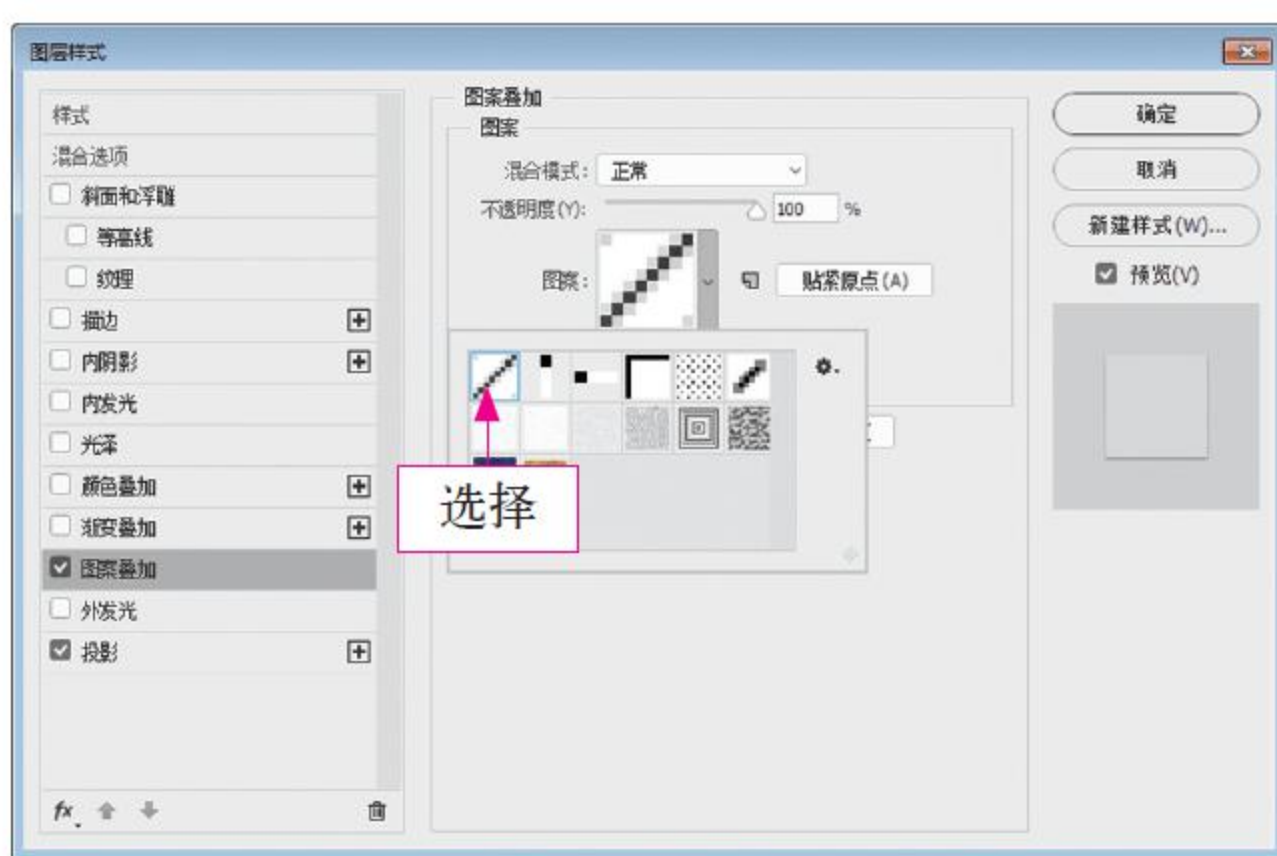 图层样式
样式
混合选项
斜面和浮雕
等高线
纹理
描边
内阴影
内发光
光泽
颜色叠加
渐变叠加
图案叠加
外发光
投影
fx
图案叠加
图案
混合模式: 正常
不透明度(Y): 100 %
图案: 贴紧原点(A)
选择
确定
取消
新建样式(W)...
预览(V)